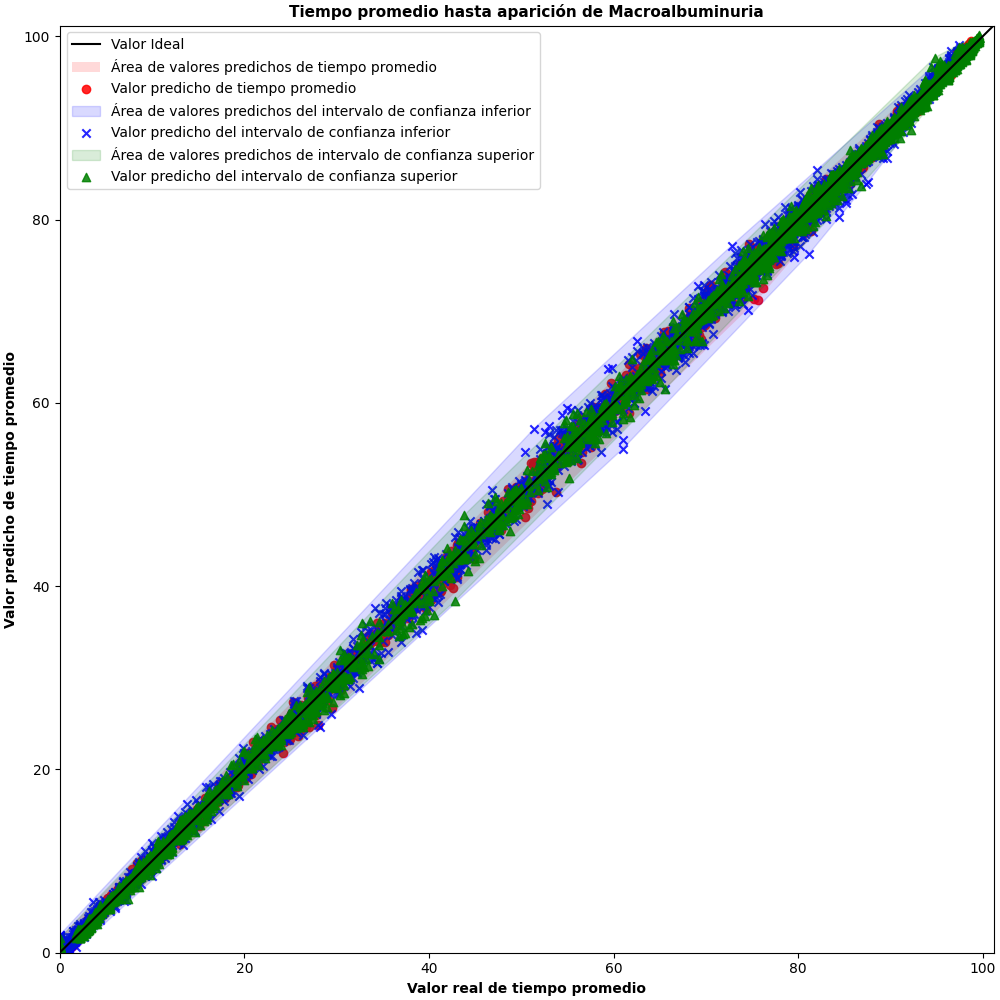 Tiempo promedio hasta aparición de Macroalbuminuria
Valor Ideal
Área de valores predichos de tiempo promedio
Valor predicho de tiempo promedio
Área de valores predichos del intervalo de confianza inferior
Valor predicho del intervalo de confianza inferior
Área de valores predichos de intervalo de confianza superior
Valor predicho del intervalo de confianza superior
Valor predicho de tiempo promedio
100
80
60
40
20
0
0 20 40 60 80 100
Valor real de tiempo promedio